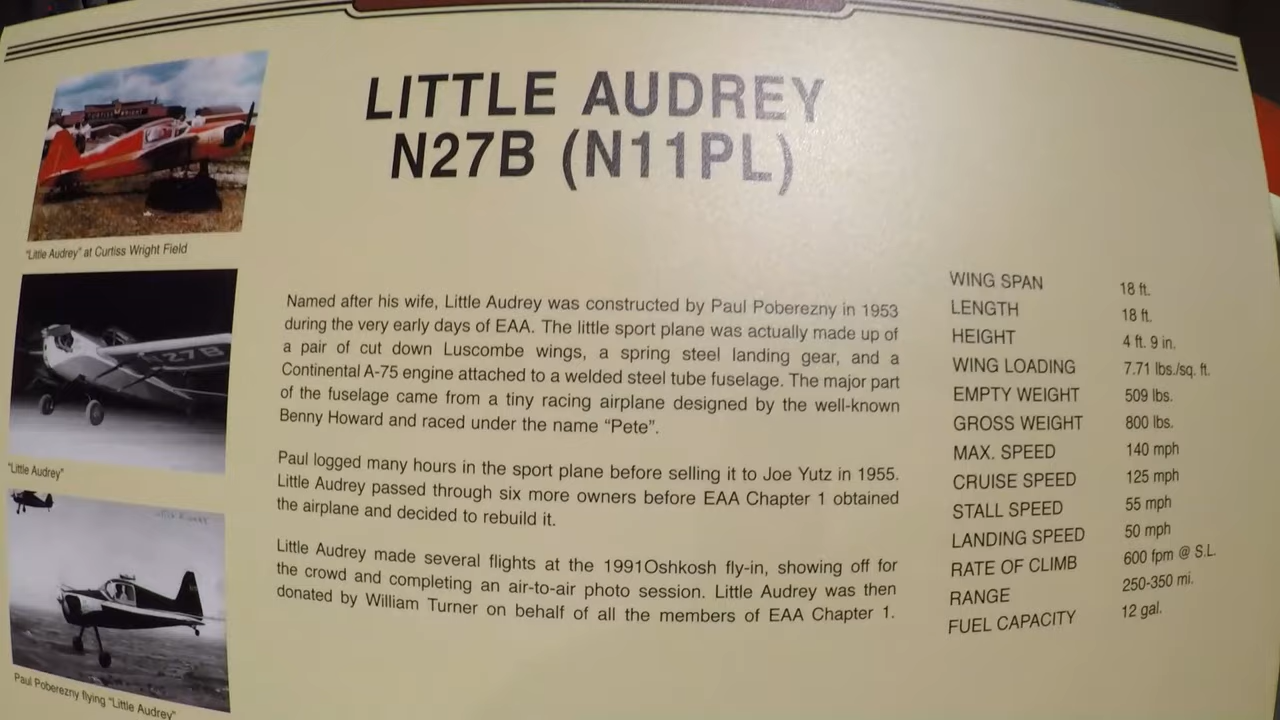 LITTLE AUDREY
N27B (N11PL)
"Little Audrey" at Curtiss Wright Field
"Little Audrey"
Paul Poberezny flying "Little Audrey"
Named after his wife, Little Audrey was constructed by Paul Poberezny in 1953
during the very early days of EAA. The little sport plane was actually made up of
a pair of cut down Luscombe wings, a spring steel landing gear, and a
Continental A-75 engine attached to a welded steel tube fuselage. The major part
of the fuselage came from a tiny racing airplane designed by the well-known
Benny Howard and raced under the name “Pete”.
Paul logged many hours in the sport plane before selling it to Joe Yutz in 1955.
Little Audrey passed through six more owners before EAA Chapter 1 obtained
the airplane and decided to rebuild it.
Little Audrey made several flights at the 1991Oshkosh fly-in, showing off for
the crowd and completing an air-to-air photo session. Little Audrey was then
donated by William Turner on behalf of all the members of EAA Chapter 1.
WING SPAN 18 ft.
LENGTH 18 ft.
HEIGHT 4 ft. 9 in.
WING LOADING 7.71 lbs./sq. ft.
EMPTY WEIGHT 509 lbs.
GROSS WEIGHT 800 lbs.
MAX. SPEED 140 mph
CRUISE SPEED 125 mph
STALL SPEED 55 mph
LANDING SPEED 50 mph
RATE OF CLIMB 600 fpm @ S.L.
RANGE 250-350 mi.
FUEL CAPACITY 12 gal.
27B